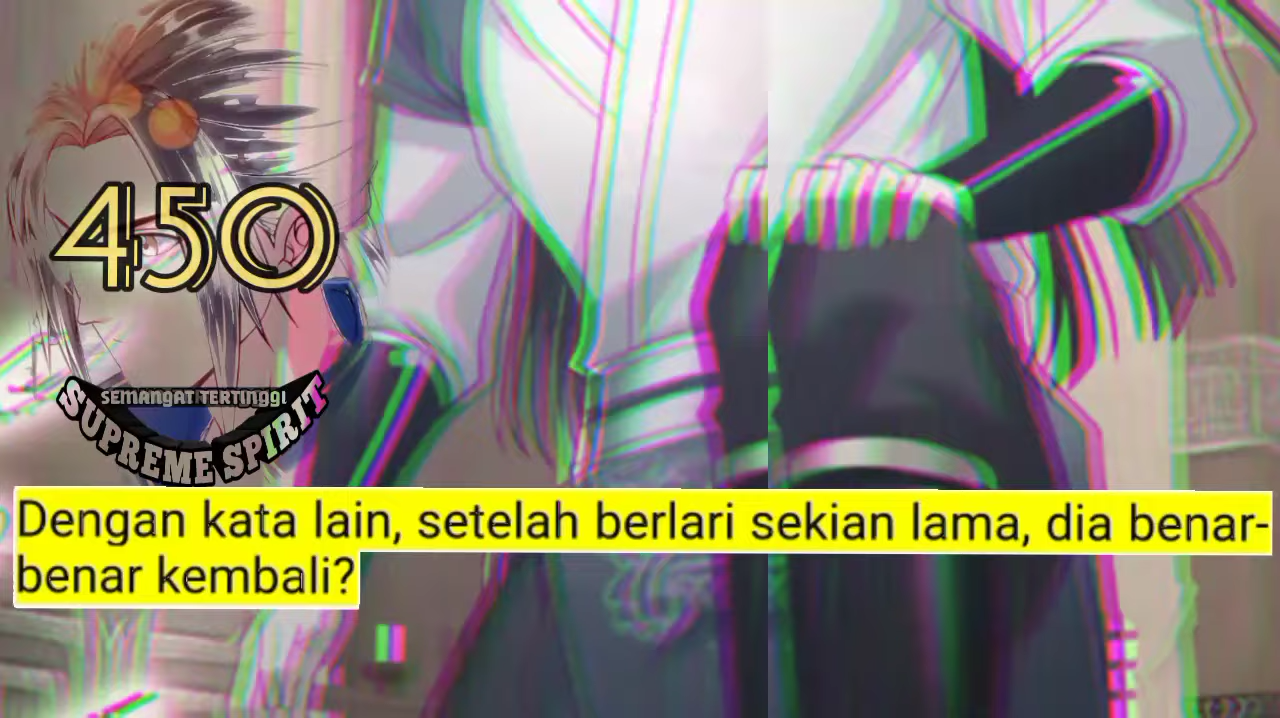 450
SEMANGAT TERTINGGI
SUPREME SPIRIT
Dengan kata lain, setelah berlari sekian lama, dia benar-
benar kembali?